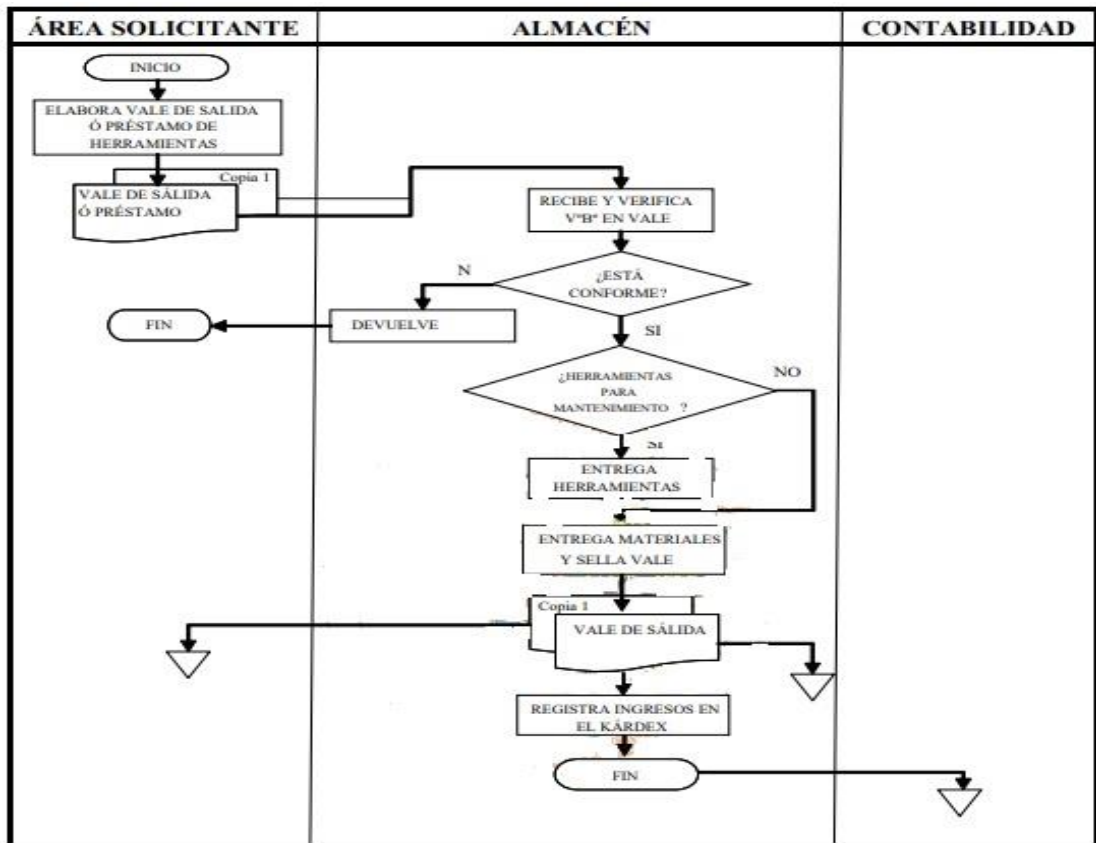 ÁREA SOLICITANTE
ALMACÉN
CONTABILIDAD
INICIO
ELABORA VALE DE SALIDA
Ó PRÉSTAMO DE
HERRAMIENTAS
Copia 1
VALE DE SÁLIDA
Ó PRÉSTAMO
RECIBE Y VERIFICA
VºBº EN VALE
¿ESTÁ
CONFORME?
N
DEVUELVE
FIN
SI
¿HERRAMIENTAS
PARA
MANTENIMIENTO ?
NO
SI
ENTREGA
HERRAMIENTAS
ENTREGA MATERIALES
Y SELLA VALE
Copia 1
VALE DE SÁLIDA
REGISTRA INGRESOS EN
EL KÁRDEX
FIN